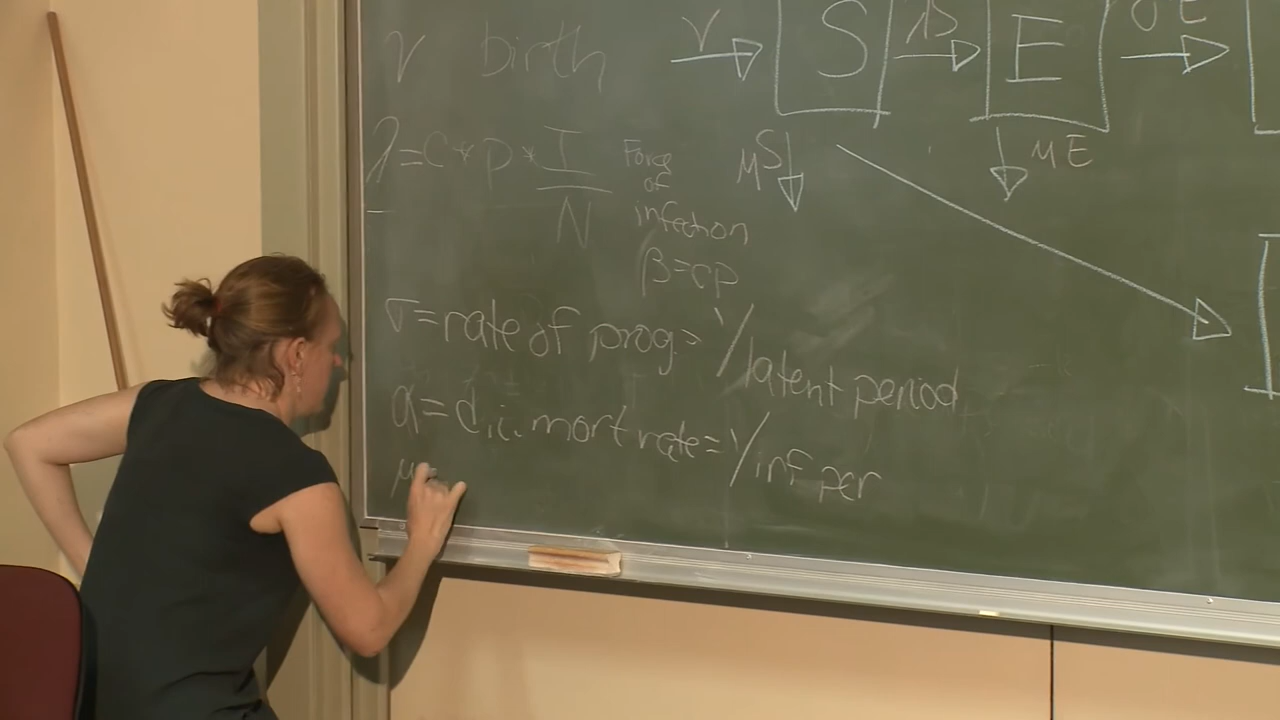 ν birth
λ=c*p*I/N Force of infection
β=cp
σ=rate of prog=1/latent period
α=d.i. mort rate=1/inf per
μ
ν S λS E σE
μS μE